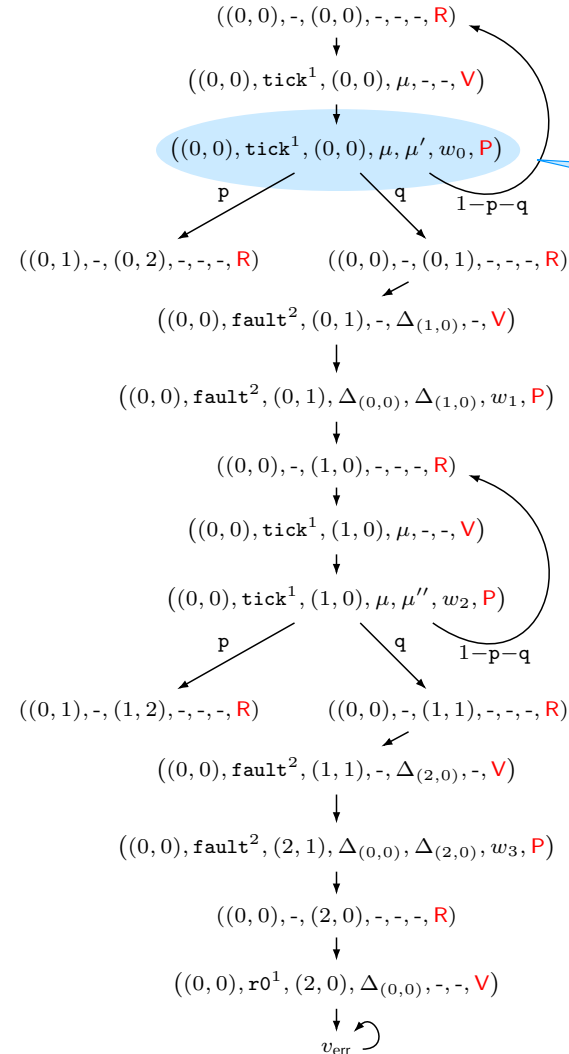 ((0, 0), -, (0, 0), -, -, -, R)
((0, 0), tick¹, (0, 0), μ, -, -, V)
((0, 0), tick¹, (0, 0), μ, μ′, w₀, P)
p q 1−p−q
((0, 1), -, (0, 2), -, -, -, R) ((0, 0), -, (0, 1), -, -, -, R)
((0, 0), fault², (0, 1), -, Δ₍₁,₀₎, -, V)
((0, 0), fault², (0, 1), Δ₍₀,₀₎, Δ₍₁,₀₎, w₁, P)
((0, 0), -, (1, 0), -, -, -, R)
((0, 0), tick¹, (1, 0), μ, -, -, V)
((0, 0), tick¹, (1, 0), μ, μ″, w₂, P)
p q 1−p−q
((0, 1), -, (1, 2), -, -, -, R) ((0, 0), -, (1, 1), -, -, -, R)
((0, 0), fault², (1, 1), -, Δ₍₂,₀₎, -, V)
((0, 0), fault², (2, 1), Δ₍₀,₀₎, Δ₍₂,₀₎, w₃, P)
((0, 0), -, (2, 0), -, -, -, R)
((0, 0), r0¹, (2, 0), Δ₍₀,₀₎, -, -, V)
v_err